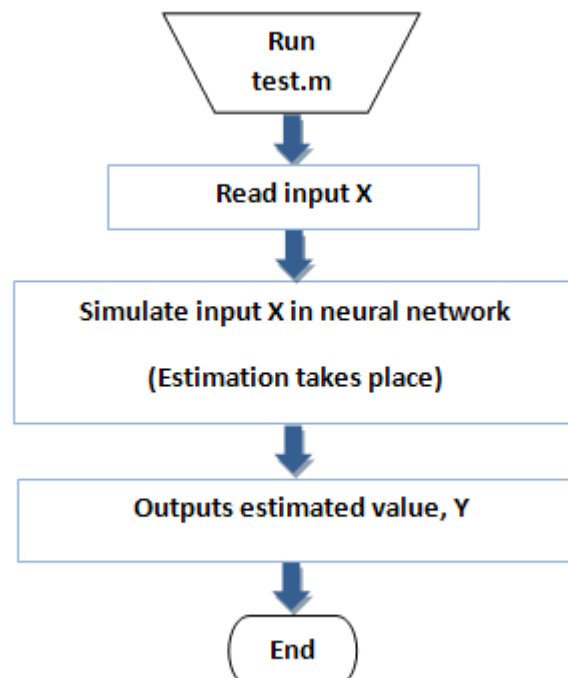 Run
test.m
Read input X
Simulate input X in neural network
(Estimation takes place)
Outputs estimated value, Y
End